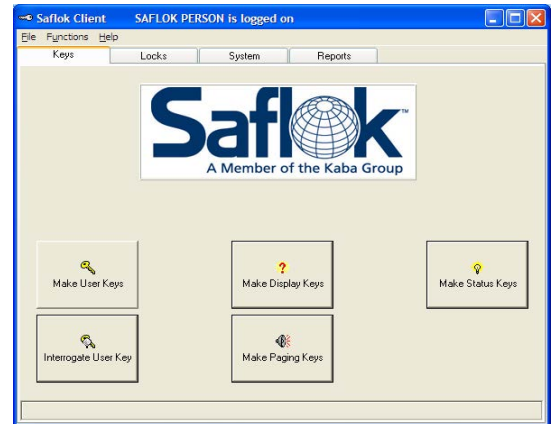 Saflok Client SAFLOK PERSON is logged on
File Functions Help
Keys Locks System Reports
Saflok™
A Member of the Kaba Group
Make User Keys Make Display Keys Make Status Keys
Interrogate User Key Make Paging Keys